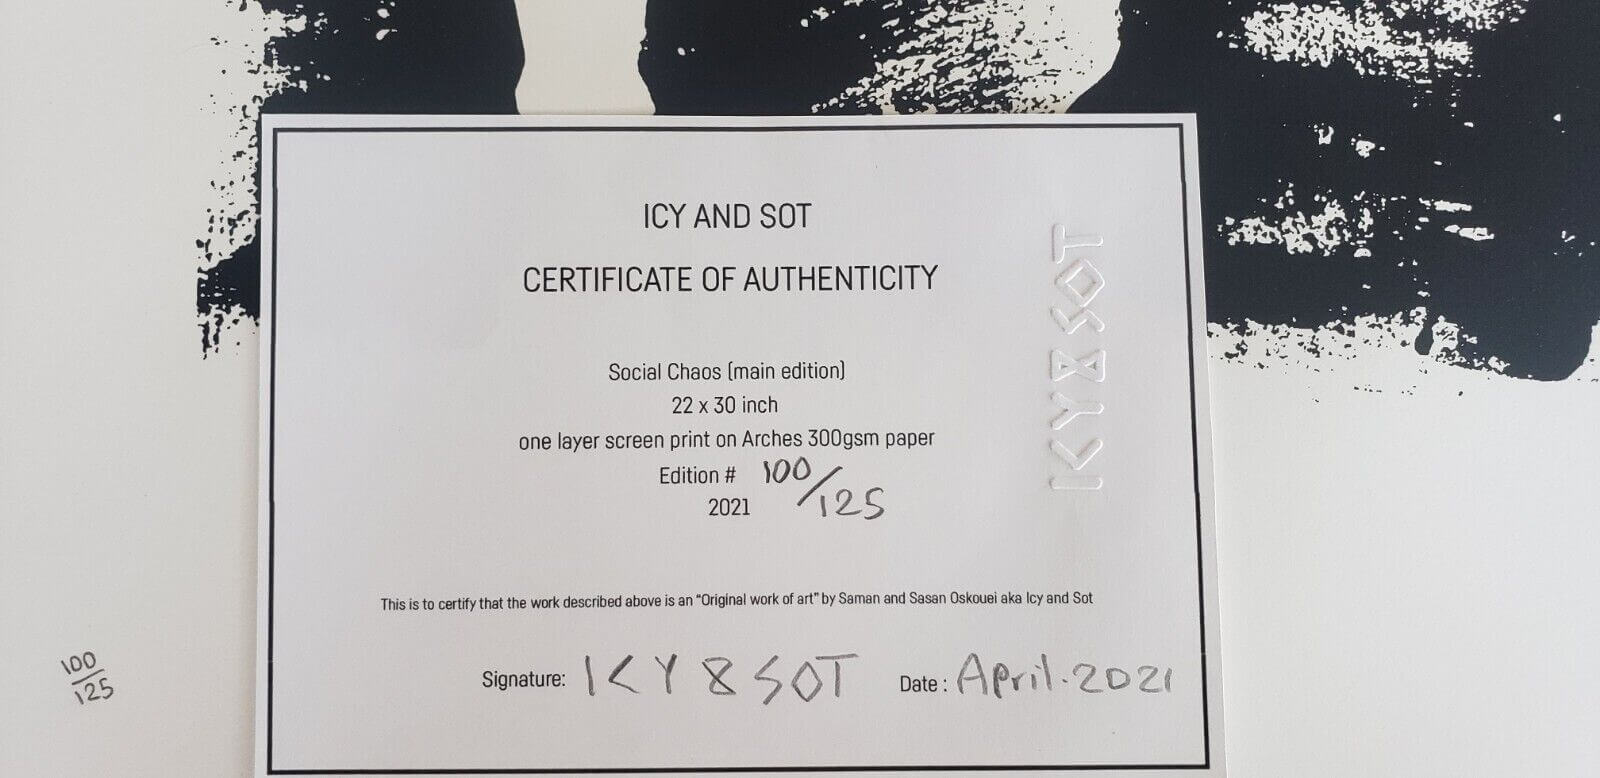 ICY AND SOT
CERTIFICATE OF AUTHENTICITY
Social Chaos (main edition)
22 x 30 inch
one layer screen print on Arches 300gsm paper
Edition # 100/125
2021
This is to certify that the work described above is an "Original work of art" by Saman and Sasan Oskouei aka Icy and Sot
Signature: ICY & SOT Date : April.2021
ICY & SOT
100/125